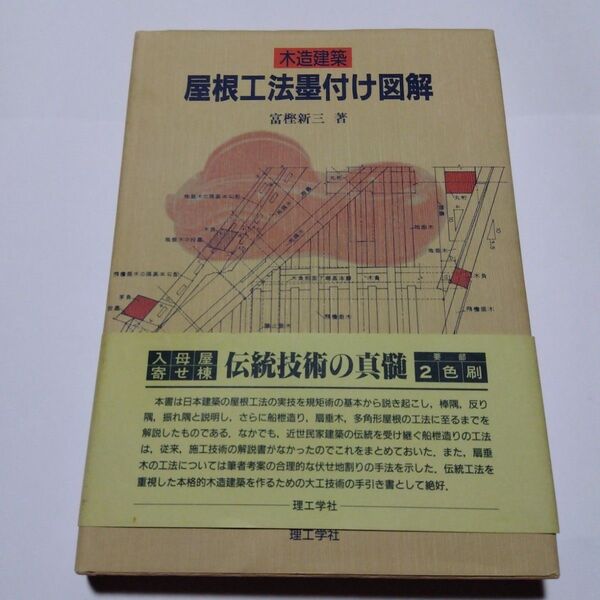 木造建築
屋根工法墨付け図解
富樫新三 著
丸桁
木負
飛檐垂木
入母屋
寄せ棟
伝統技術の真髄
要部
2色刷
本書は日本建築の屋根工法の実技を規矩術の基本から説き起こし，棒隅，反り
隅，振れ隅と説明し，さらに船枻造り，扇垂木，多角形屋根の工法に至るまでを
解説したものである．なかでも，近世民家建築の伝統を受け継ぐ船枻造りの工法
は，従来，施工技術の解説書がなかったのでこれをまとめておいた．また，扇垂
木の工法については筆者考案の合理的な伏せ地割りの手法を示した．伝統工法を
重視した本格的木造建築を作るための大工技術の手引き書として絶好．
理工学社
理工学社